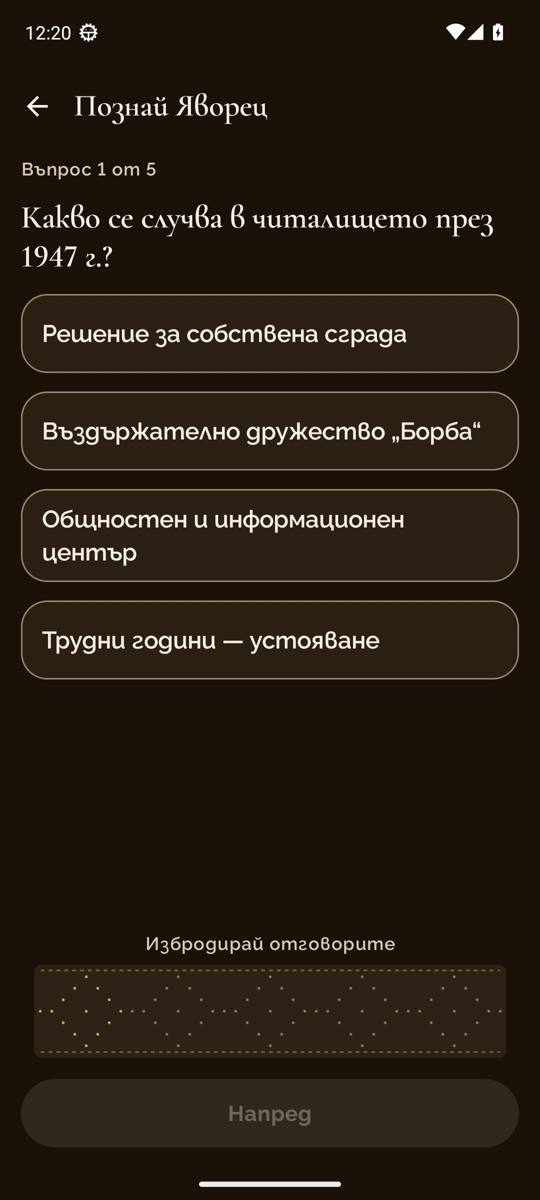 12:20
Познай Яворец
Въпрос 1 от 5
Какво се случва в читалището през
1947 г.?
Решение за собствена сграда
Въздържателно дружество „Борба“
Общностен и информационен
център
Трудни години — устояване
Избродирай отговорите
Напред